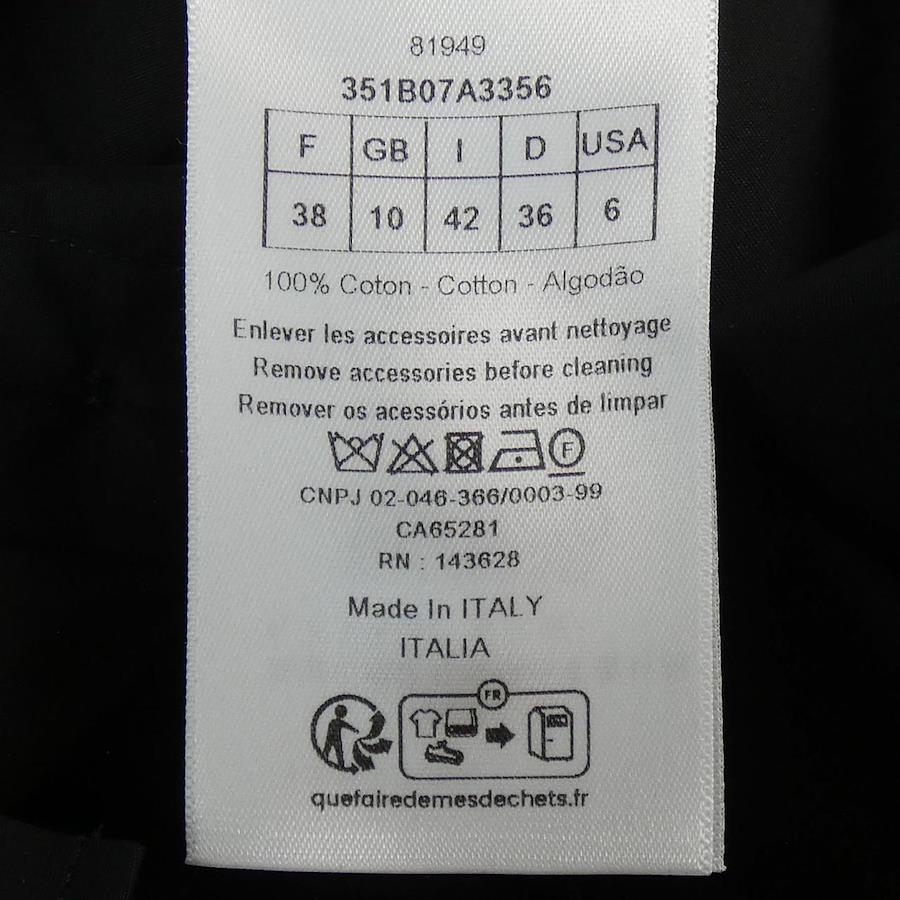 81949
351B07A3356
F GB I D USA
38 10 42 36 6
100% Coton - Cotton - Algodão
Enlever les accessoires avant nettoyage
Remove accessories before cleaning
Remover os acessórios antes de limpar
F
CNPJ 02-046-366/0003-99
CA65281
RN : 143628
Made In ITALY
ITALIA
FR
quefairedemesdechets.fr